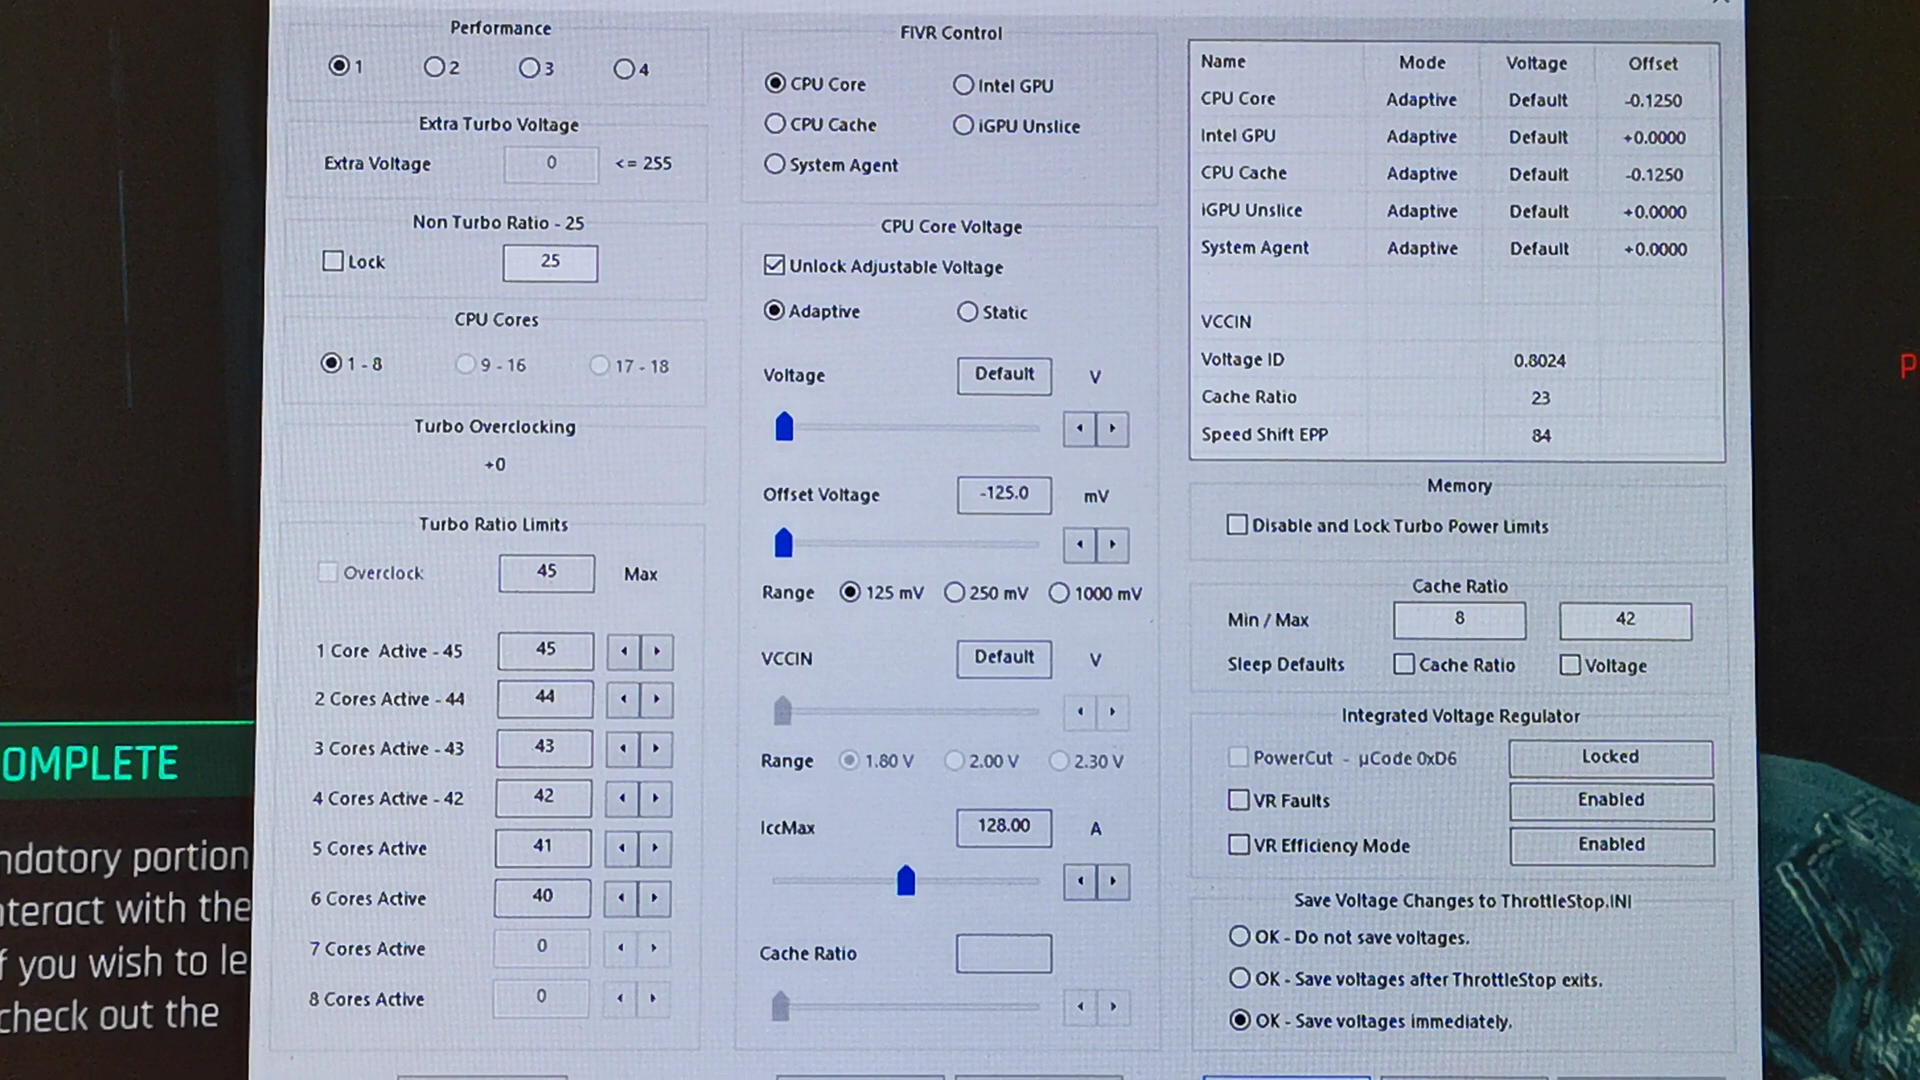 Performance
1 2 3 4
Extra Turbo Voltage
Extra Voltage 0 <= 255
Non Turbo Ratio - 25
Lock 25
CPU Cores
1 - 8 9 - 16 17 - 18
Turbo Overclocking
+0
Turbo Ratio Limits
Overclock 45 Max
1 Core Active - 45 45
2 Cores Active - 44 44
3 Cores Active - 43 43
4 Cores Active - 42 42
5 Cores Active 41
6 Cores Active 40
7 Cores Active 0
8 Cores Active 0
FIVR Control
CPU Core Intel GPU
CPU Cache iGPU Unslice
System Agent
CPU Core Voltage
Unlock Adjustable Voltage
Adaptive Static
Voltage Default V
Offset Voltage -125.0 mV
Range 125 mV 250 mV 1000 mV
VCCIN Default V
Range 1.80 V 2.00 V 2.30 V
IccMax 128.00 A
Cache Ratio
Name Mode Voltage Offset
CPU Core Adaptive Default -0.1250
Intel GPU Adaptive Default +0.0000
CPU Cache Adaptive Default -0.1250
iGPU Unslice Adaptive Default +0.0000
System Agent Adaptive Default +0.0000
VCCIN
Voltage ID 0.8024
Cache Ratio 23
Speed Shift EPP 84
Memory
Disable and Lock Turbo Power Limits
Cache Ratio
Min / Max 8 42
Sleep Defaults Cache Ratio Voltage
Integrated Voltage Regulator
PowerCut - µCode 0xD6 Locked
VR Faults Enabled
VR Efficiency Mode Enabled
Save Voltage Changes to ThrottleStop.INI
OK - Do not save voltages.
OK - Save voltages after ThrottleStop exits.
OK - Save voltages immediately.
OMPLETE
ndatory portion
nteract with the
f you wish to le
check out the
P